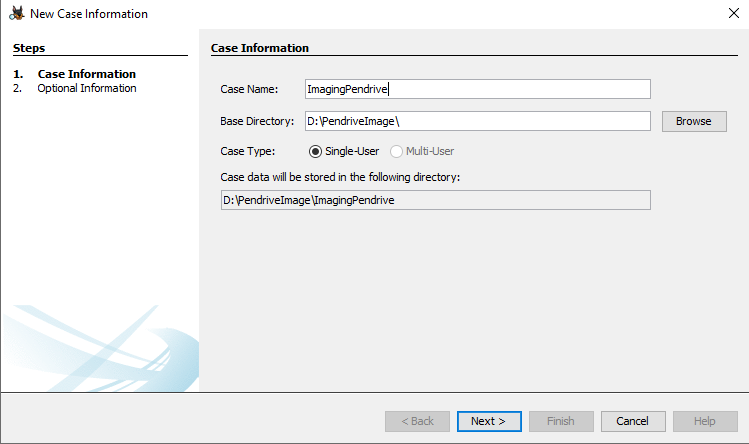 New Case Information
Steps
1. Case Information
2. Optional Information
Case Information
Case Name: ImagingPendrive
Base Directory: D:\PendriveImage\ Browse
Case Type: Single-User Multi-User
Case data will be stored in the following directory:
D:\PendriveImage\ImagingPendrive
< Back Next > Finish Cancel Help